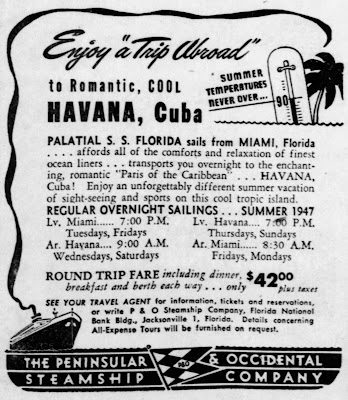 Enjoy "a Trip Abroad"
to Romantic, COOL
HAVANA, Cuba
SUMMER
TEMPERATURES
NEVER OVER...
90
PALATIAL S. S. FLORIDA sails from MIAMI, Florida
. . . . affords all of the comforts and relaxation of finest
ocean liners . . . transports you overnight to the enchant-
ing, romantic "Paris of the Caribbean" . . . HAVANA,
Cuba! Enjoy an unforgettably different summer vacation
of sight-seeing and sports on this cool tropic island.
REGULAR OVERNIGHT SAILINGS . . . SUMMER 1947
Lv. Miami...... 7:00 P.M. Lv. Havana.... 7:00 P.M.
Tuesdays, Fridays Thursdays, Sundays
Ar. Havana.... 9:00 A.M. Ar. Miami...... 8:30 A.M.
Wednesdays, Saturdays Fridays, Mondays
ROUND TRIP FARE including dinner, $42.00
breakfast and berth each way . . . only plus taxes
SEE YOUR TRAVEL AGENT for information, tickets and reservations,
or write P & O Steamship Company, Florida National
Bank Bldg., Jacksonville 1, Florida. Details concerning
All-Expense Tours will be furnished on request.
THE PENINSULAR & OCCIDENTAL
STEAMSHIP COMPANY